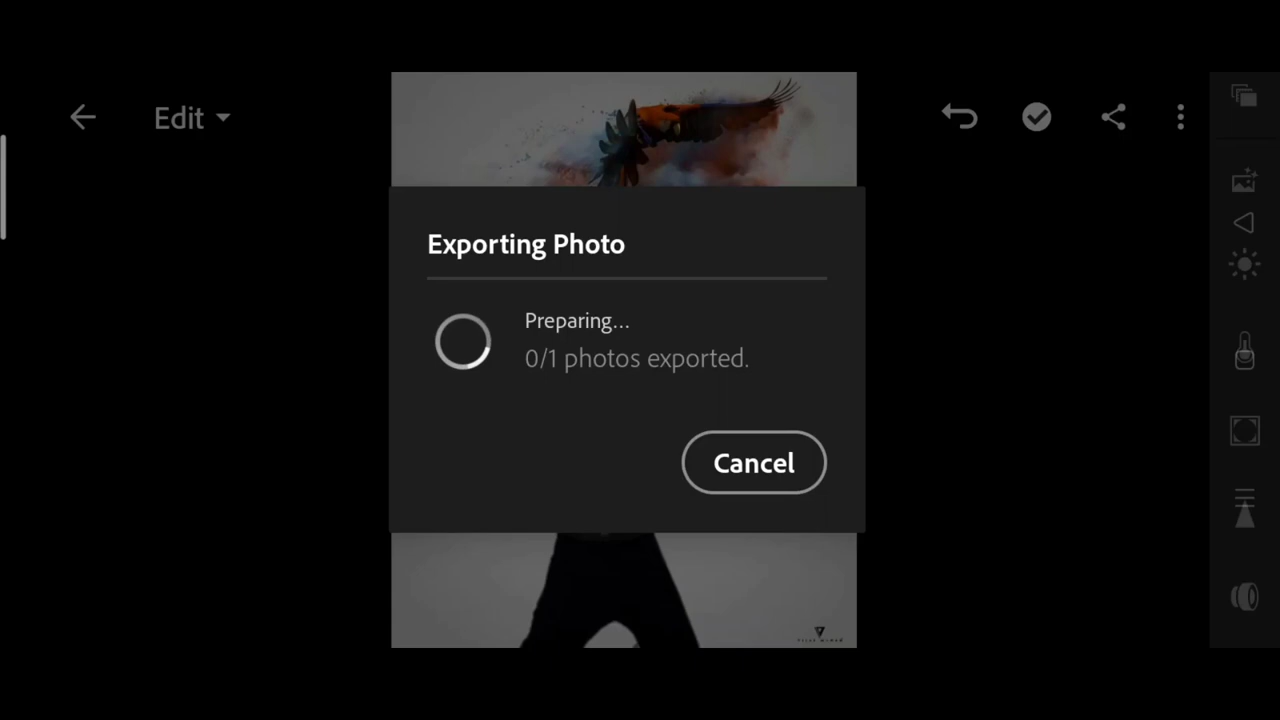 Edit
Exporting Photo
Preparing...
0/1 photos exported.
Cancel